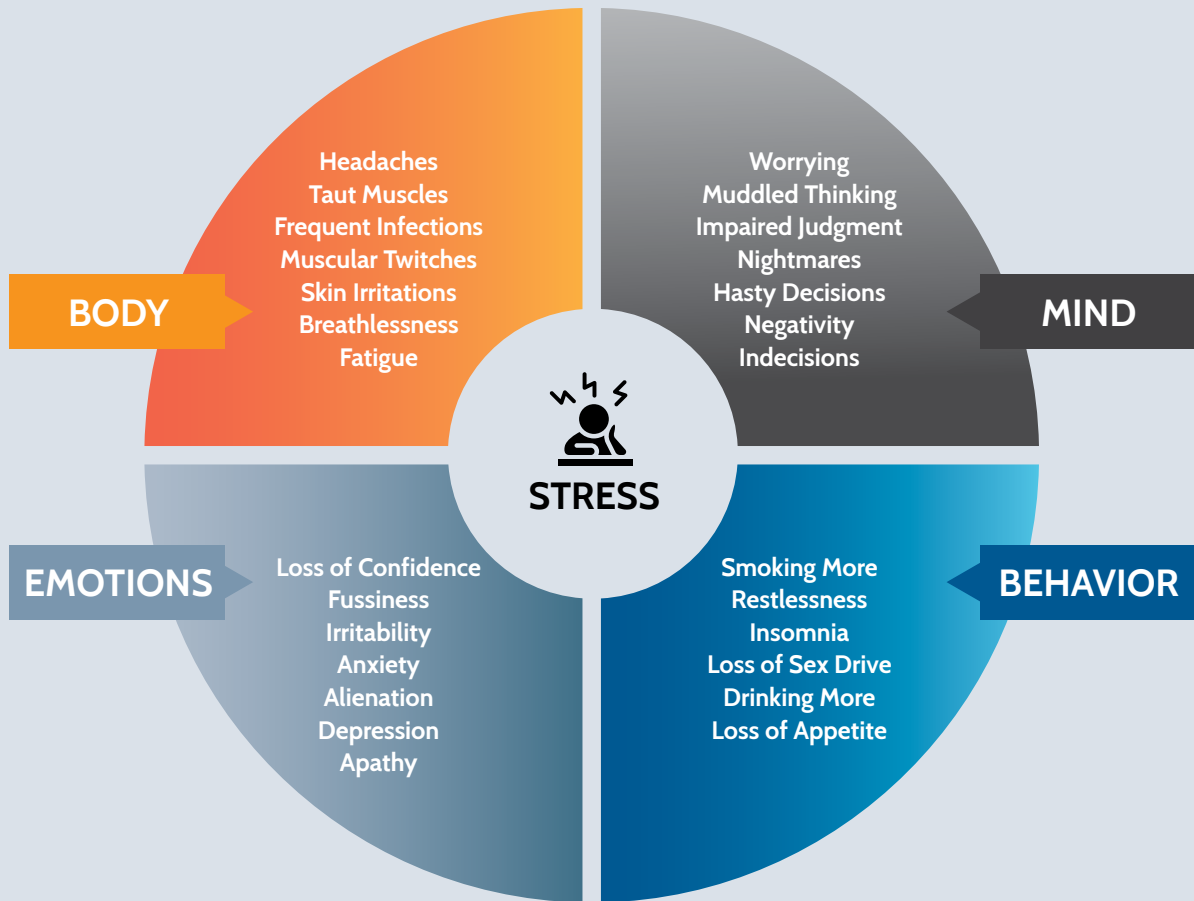 BODY
Headaches
Taut Muscles
Frequent Infections
Muscular Twitches
Skin Irritations
Breathlessness
Fatigue
MIND
Worrying
Muddled Thinking
Impaired Judgment
Nightmares
Hasty Decisions
Negativity
Indecisions
STRESS
EMOTIONS
Loss of Confidence
Fussiness
Irritability
Anxiety
Alienation
Depression
Apathy
BEHAVIOR
Smoking More
Restlessness
Insomnia
Loss of Sex Drive
Drinking More
Loss of Appetite